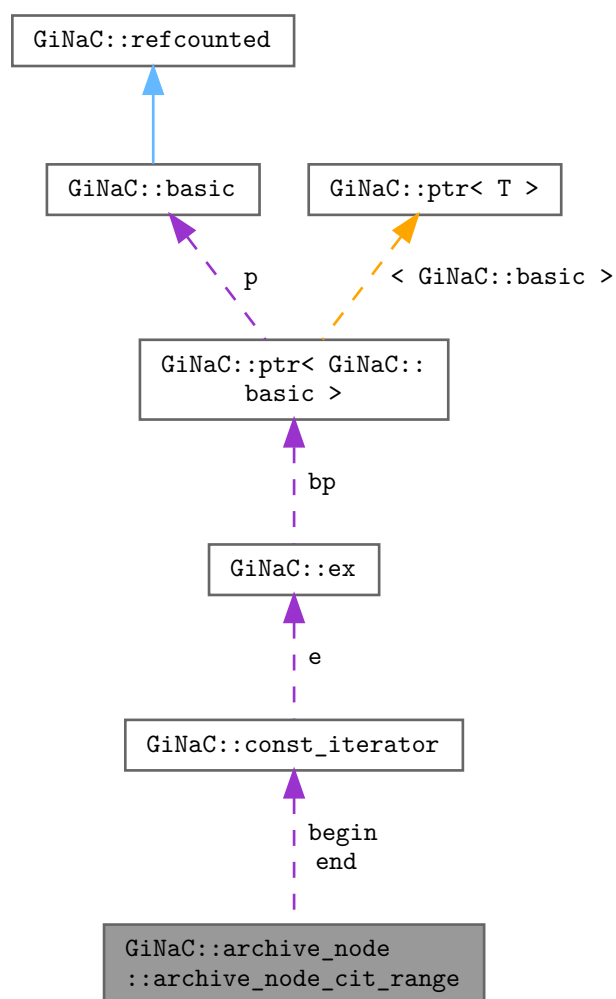 GiNaC::refcounted
GiNaC::basic
GiNaC::ptr< T >
p
< GiNaC::basic >
GiNaC::ptr< GiNaC::
basic >
bp
GiNaC::ex
e
GiNaC::const_iterator
begin
end
GiNaC::archive_node
::archive_node_cit_range